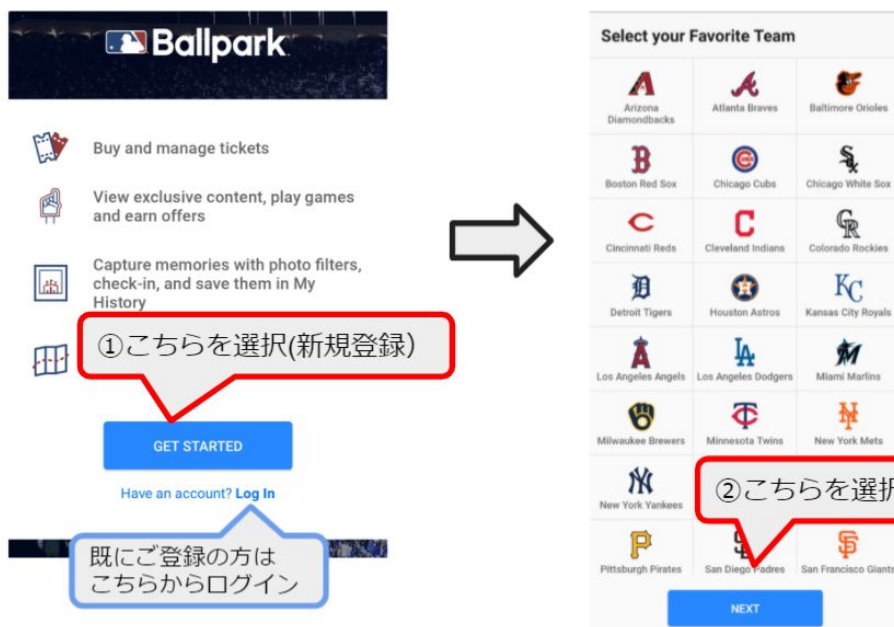 Ballpark
Buy and manage tickets
View exclusive content, play games
and earn offers
Capture memories with photo filters,
check-in, and save them in My
History
①こちらを選択(新規登録）
GET STARTED
Have an account? Log In
既にご登録の方は
こちらからログイン
Select your Favorite Team
Arizona
Diamondbacks
Atlanta Braves
Baltimore Orioles
Boston Red Sox
Chicago Cubs
Chicago White Sox
Cincinnati Reds
Cleveland Indians
Colorado Rockies
Detroit Tigers
Houston Astros
Kansas City Royals
Los Angeles Angels
Los Angeles Dodgers
Miami Marlins
Milwaukee Brewers
Minnesota Twins
New York Mets
New York Yankees
②こちらを選択
Pittsburgh Pirates
San Diego Padres
San Francisco Giants
NEXT